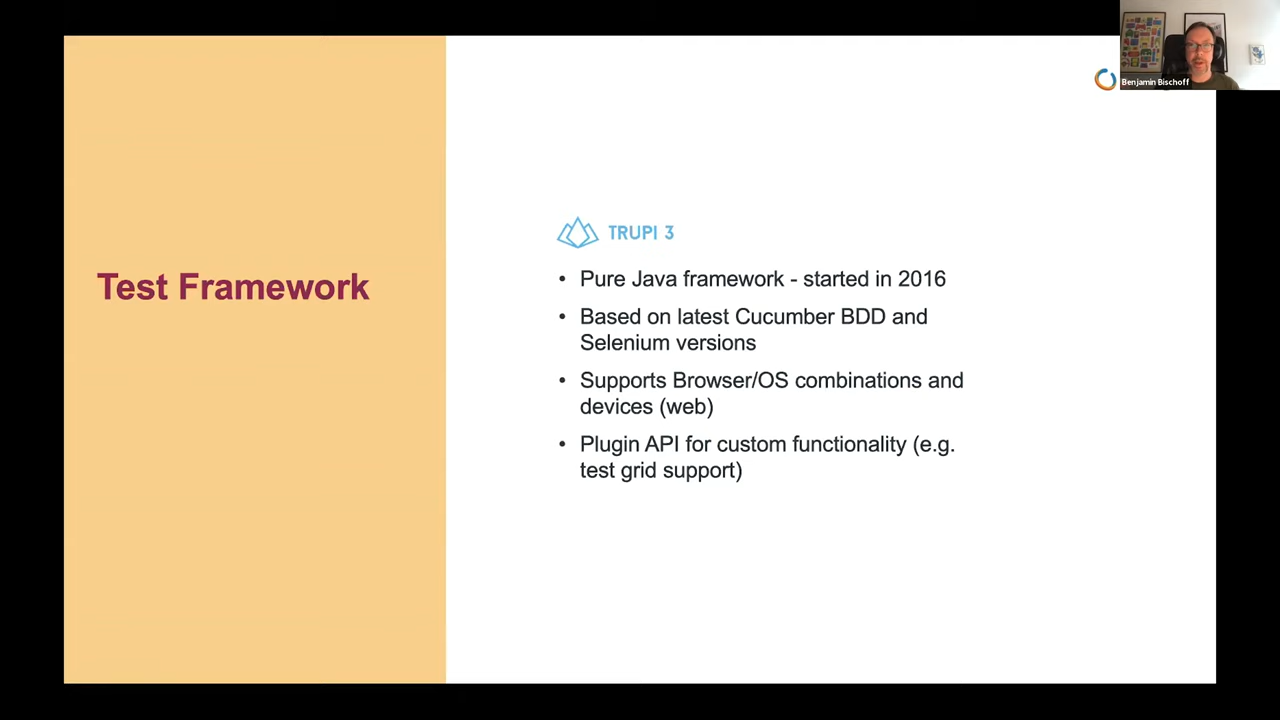 Benjamin Bischoff
Test Framework
TRUPI 3
• Pure Java framework - started in 2016
• Based on latest Cucumber BDD and
Selenium versions
• Supports Browser/OS combinations and
devices (web)
• Plugin API for custom functionality (e.g.
test grid support)